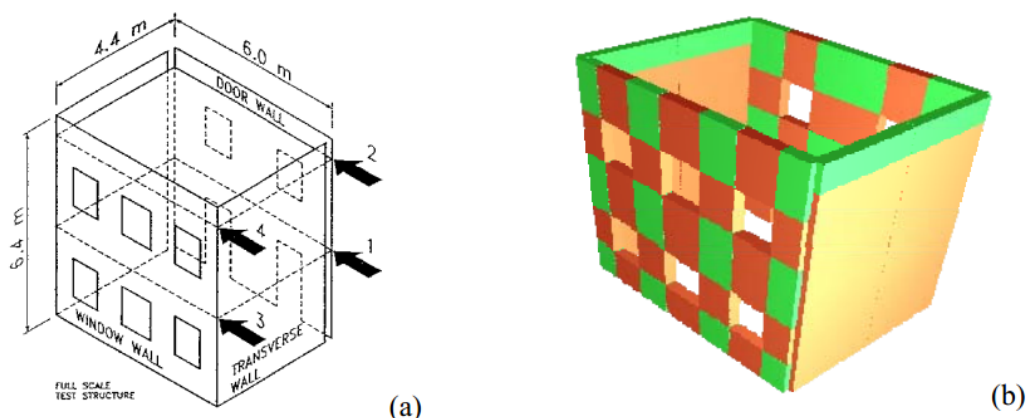 4.4 m
6.0 m
DOOR WALL
2
6.4 m
4
1
3
WINDOW WALL
TRANSVERSE
WALL
FULL SCALE
TEST STRUCTURE
(a)
(b)